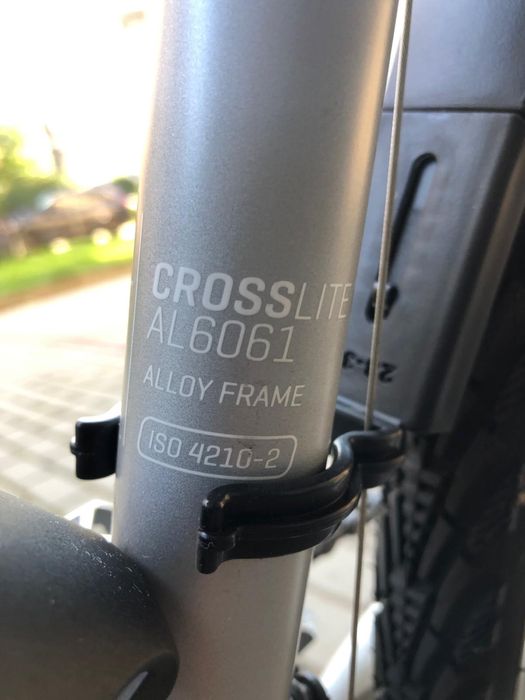 CROSSLITE
AL6061
ALLOY FRAME
ISO 4210-2